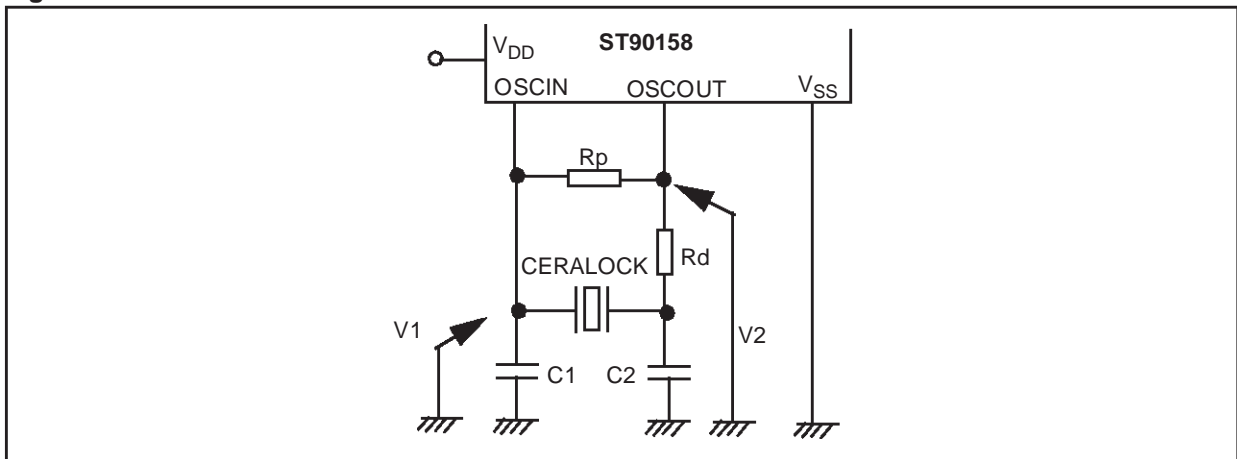 ST90158
VDD
OSCIN
OSCOUT
VSS
Rp
Rd
CERALOCK
V1
V2
C1
C2